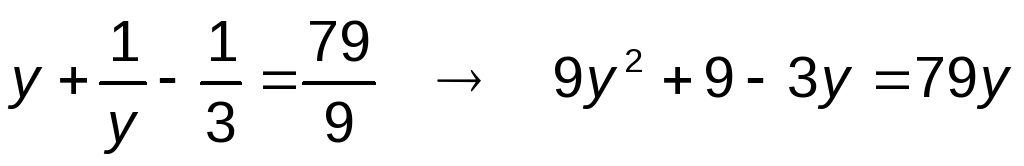 y + 1/y - 1/3 = 79/9 → 9y² + 9 - 3y = 79y